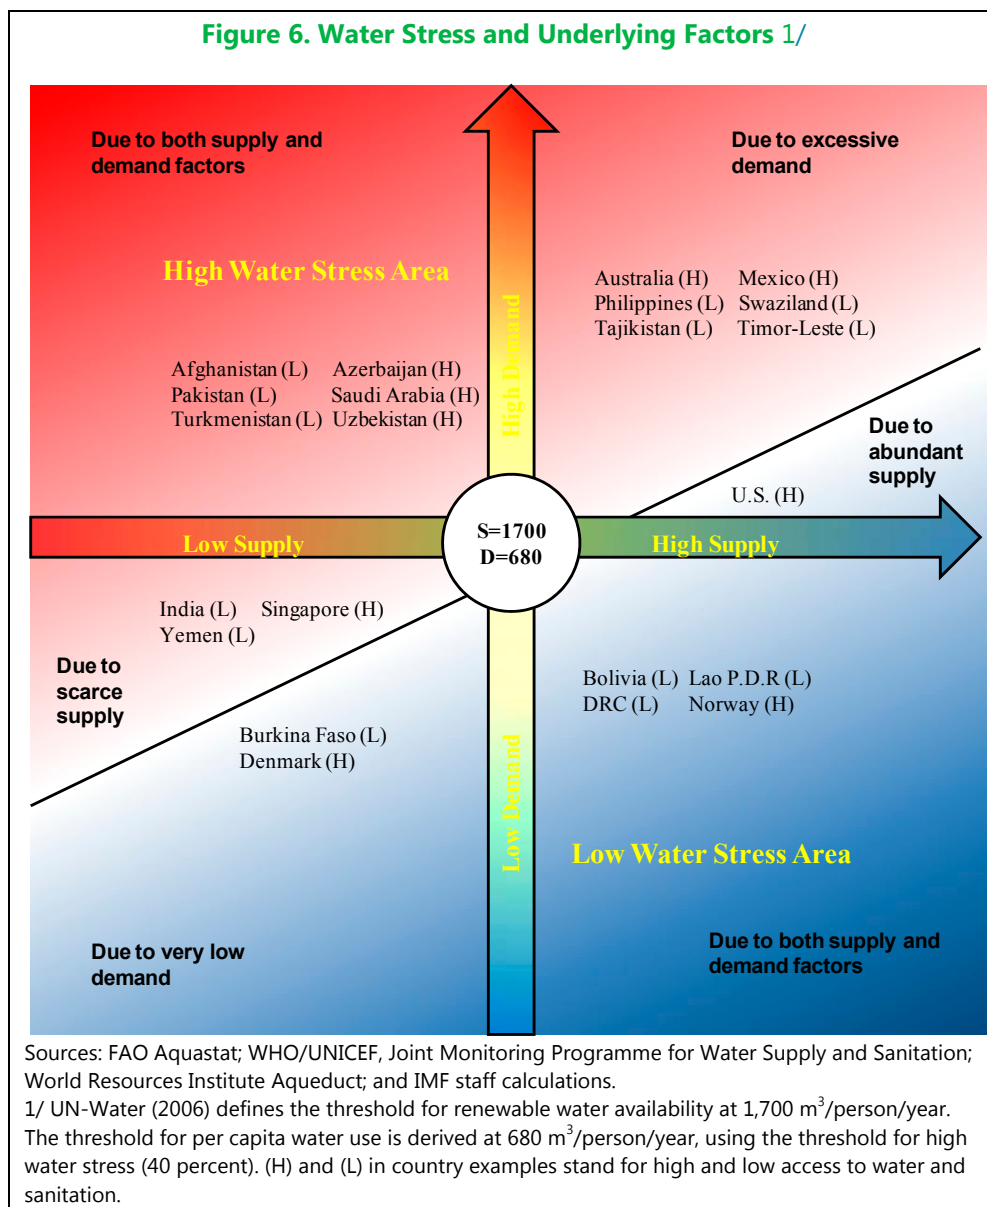 Figure 6. Water Stress and Underlying Factors 1/
Due to both supply and
demand factors
Due to excessive
demand
High Water Stress Area
High Demand
Australia (H) Mexico (H)
Philippines (L) Swaziland (L)
Tajikistan (L) Timor-Leste (L)
Afghanistan (L) Azerbaijan (H)
Pakistan (L) Saudi Arabia (H)
Turkmenistan (L) Uzbekistan (H)
Due to
abundant
supply
U.S. (H)
Low Supply
S=1700
D=680
High Supply
India (L) Singapore (H)
Yemen (L)
Due to
scarce
supply
Burkina Faso (L)
Denmark (H)
Bolivia (L) Lao P.D.R (L)
DRC (L) Norway (H)
Low Demand
Low Water Stress Area
Due to very low
demand
Due to both supply and
demand factors
Sources: FAO Aquastat; WHO/UNICEF, Joint Monitoring Programme for Water Supply and Sanitation;
World Resources Institute Aqueduct; and IMF staff calculations.
1/ UN-Water (2006) defines the threshold for renewable water availability at 1,700 m³/person/year.
The threshold for per capita water use is derived at 680 m³/person/year, using the threshold for high
water stress (40 percent). (H) and (L) in country examples stand for high and low access to water and
sanitation.